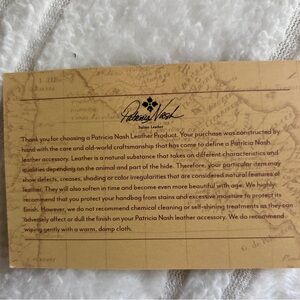 Patricia Nash
Italian Leather
Thank you for choosing a Patricia Nash Leather Product. Your purchase was constructed by
hand with the care and old-world craftsmanship that has come to define a Patricia Nash
leather accessory. Leather is a natural substance that takes on different characteristics and
qualities depending on the animal and part of the hide. Therefore, your particular item may
show defects, creases, shading or color irregularities that are considered natural features of
leather. They will also soften in time and become even more beautiful with age. We highly
recommend that you protect your handbag from stains and excessive moisture to protect its
finish. However, we do not recommend chemical cleaning or self-shining treatments as they can
adversely affect or dull the finish on your Patricia Nash leather accessory. We do recommend
wiping gently with a warm, damp cloth.